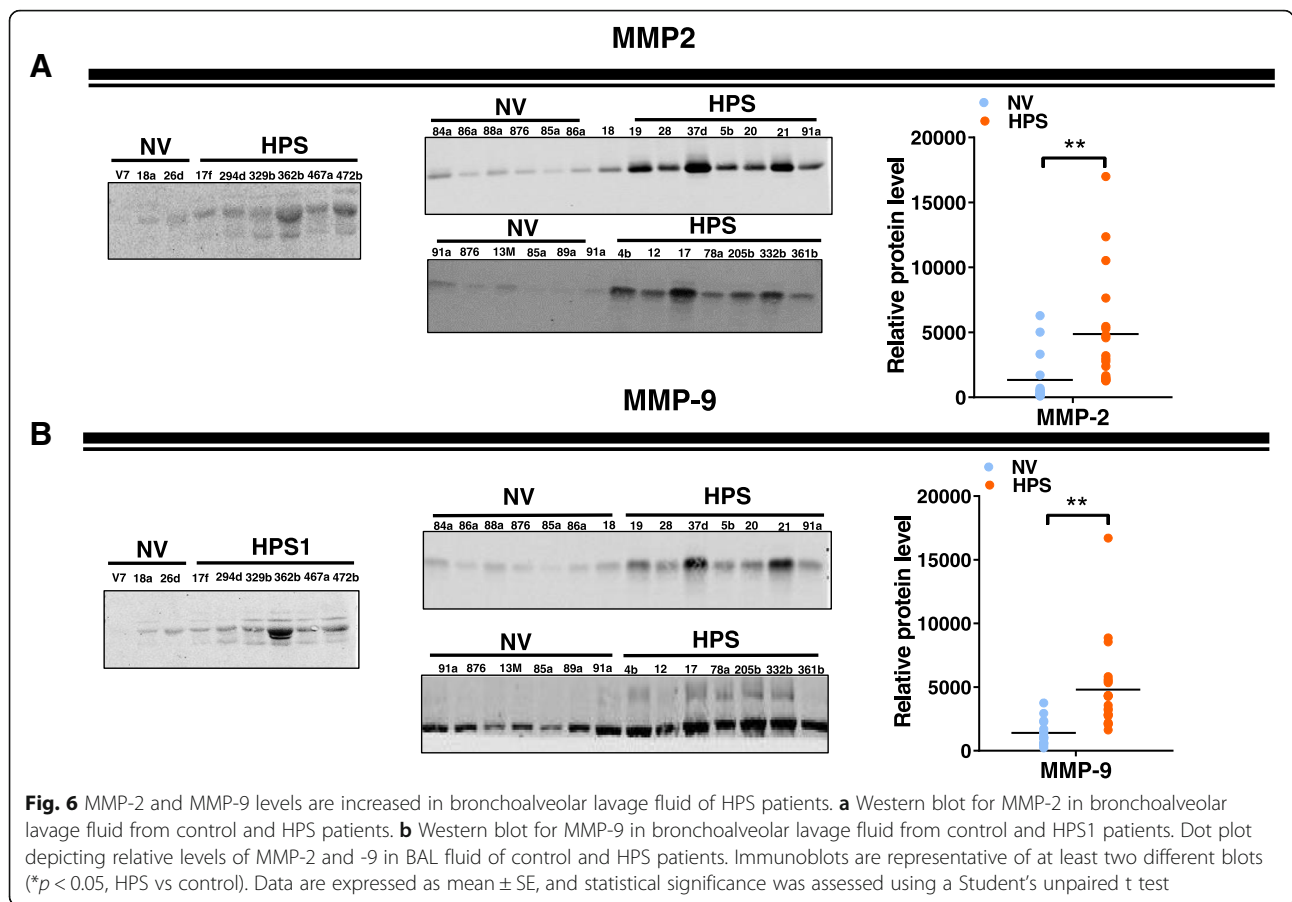 MMP2
A
NV HPS
V7 18a 26d 17f 294d 329b 362b 467a 472b
NV HPS
84a 86a 88a 876 85a 86a 18 19 28 37d 5b 20 21 91a
NV HPS
91a 876 13M 85a 89a 91a 4b 12 17 78a 205b 332b 361b
NV
HPS
**
20000
15000
10000
5000
0
Relative protein level
MMP-2
MMP-9
B
NV HPS1
V7 18a 26d 17f 294d 329b 362b 467a 472b
NV HPS
84a 86a 88a 876 85a 86a 18 19 28 37d 5b 20 21 91a
NV HPS
91a 876 13M 85a 89a 91a 4b 12 17 78a 205b 332b 361b
NV
HPS
**
20000
15000
10000
5000
0
Relative protein level
MMP-9
Fig. 6 MMP-2 and MMP-9 levels are increased in bronchoalveolar lavage fluid of HPS patients. a Western blot for MMP-2 in bronchoalveolar
lavage fluid from control and HPS patients. b Western blot for MMP-9 in bronchoalveolar lavage fluid from control and HPS1 patients. Dot plot
depicting relative levels of MMP-2 and -9 in BAL fluid of control and HPS patients. Immunoblots are representative of at least two different blots
(*p < 0.05, HPS vs control). Data are expressed as mean ± SE, and statistical significance was assessed using a Student's unpaired t test